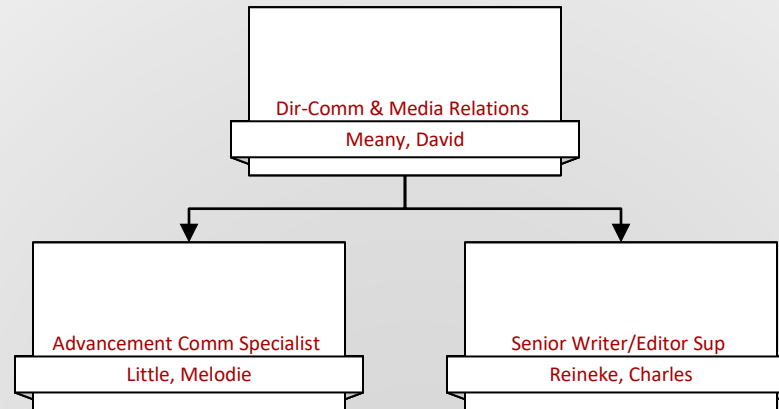 Dir-Comm & Media Relations
Meany, David
Advancement Comm Specialist
Little, Melodie
Senior Writer/Editor Sup
Reineke, Charles